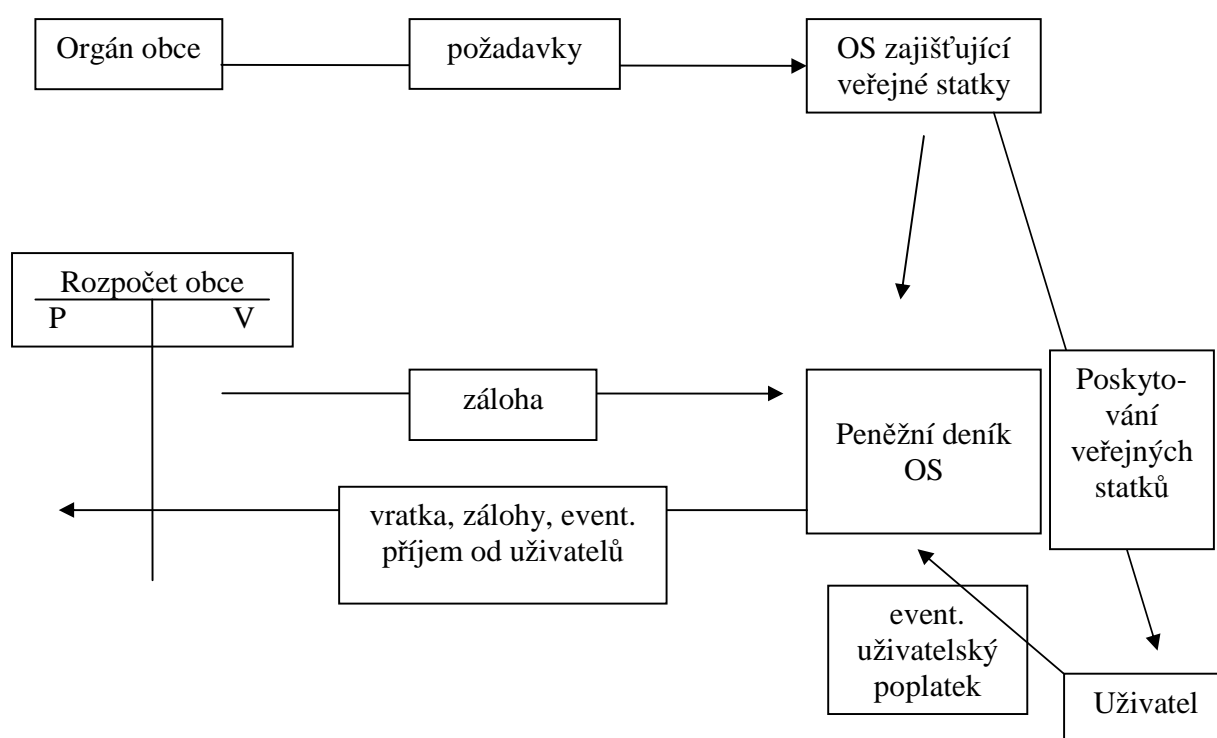 Orgán obce
požadavky
OS zajišťující
veřejné statky
Rozpočet obce
P V
záloha
Peněžní deník
OS
Poskyto-
vání
veřejných
statků
vratka, zálohy, event.
příjem od uživatelů
event.
uživatelský
poplatek
Uživatel